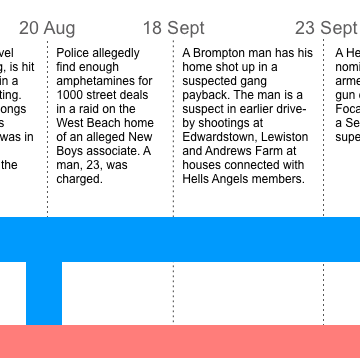 20 Aug 18 Sept 23 Sept
vel
, is hit
in a
ting.
ongs
s
was in
the
Police allegedly
find enough
amphetamines for
1000 street deals
in a raid on the
West Beach home
of an alleged New
Boys associate. A
man, 23, was
charged.
A Brompton man has his
home shot up in a
suspected gang
payback. The man is a
suspect in earlier drive-
by shootings at
Edwardstown, Lewiston
and Andrews Farm at
houses connected with
Hells Angels members.
A He
nomi
arme
gun
Foca
a Se
supe